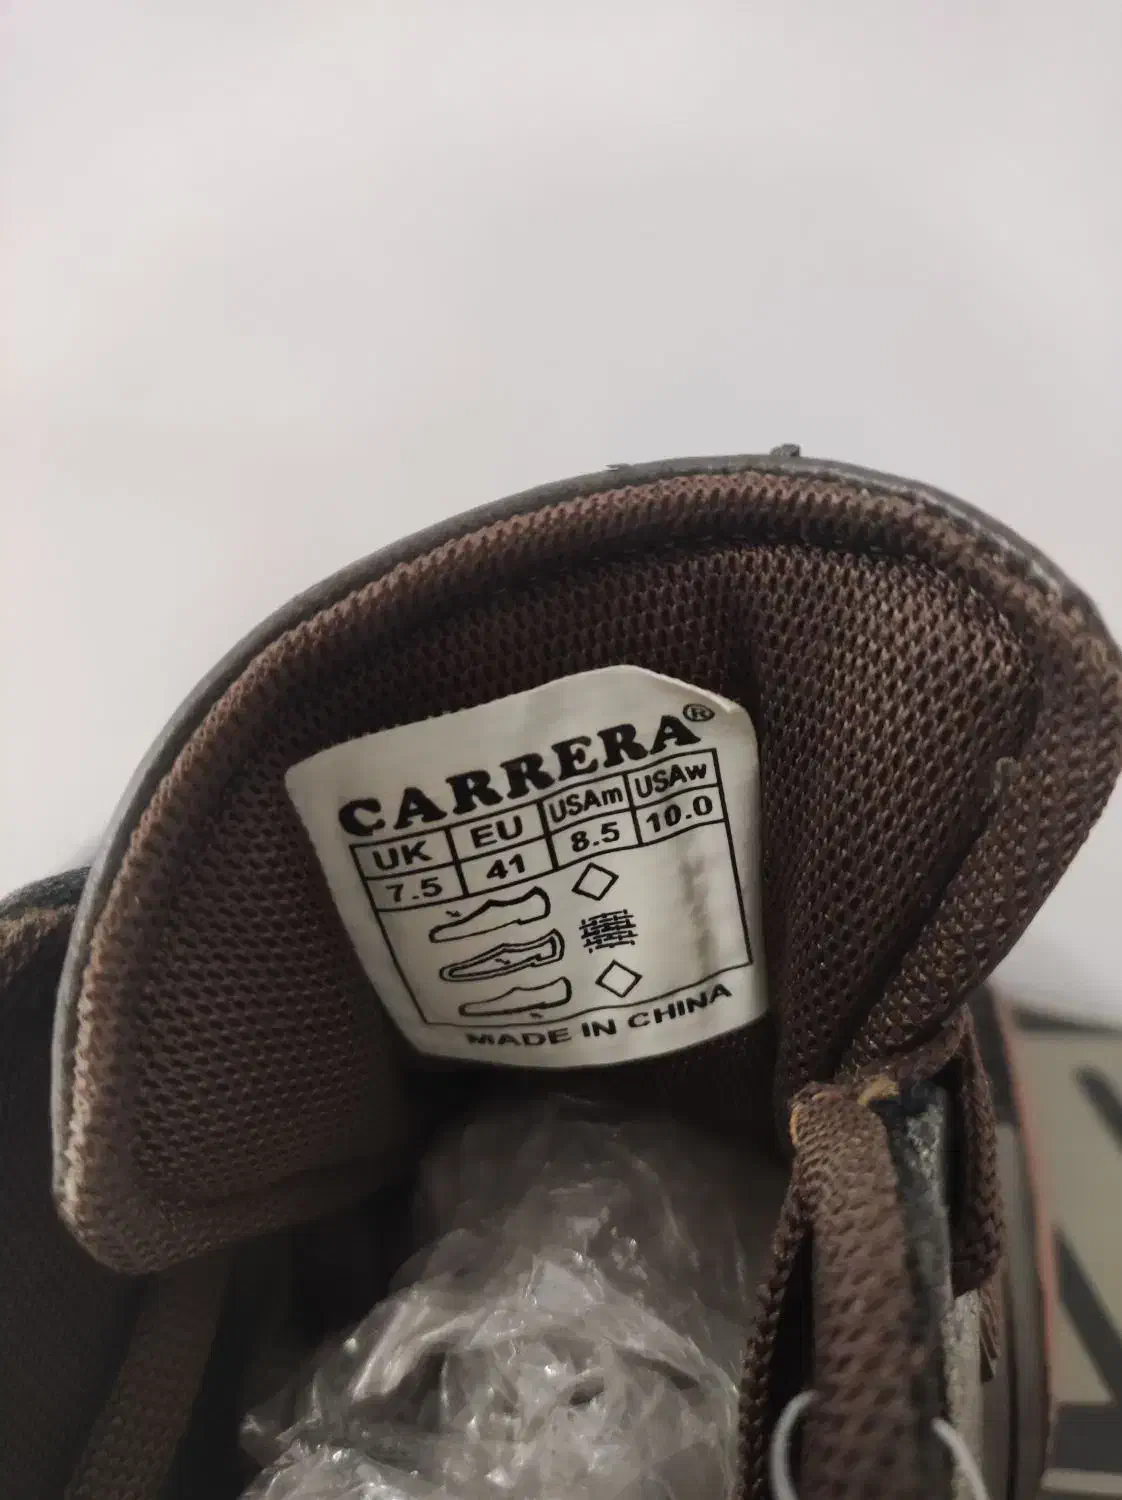 CARRERA®
UK EU USAm USAw
7.5 41 8.5 10.0
MADE IN CHINA